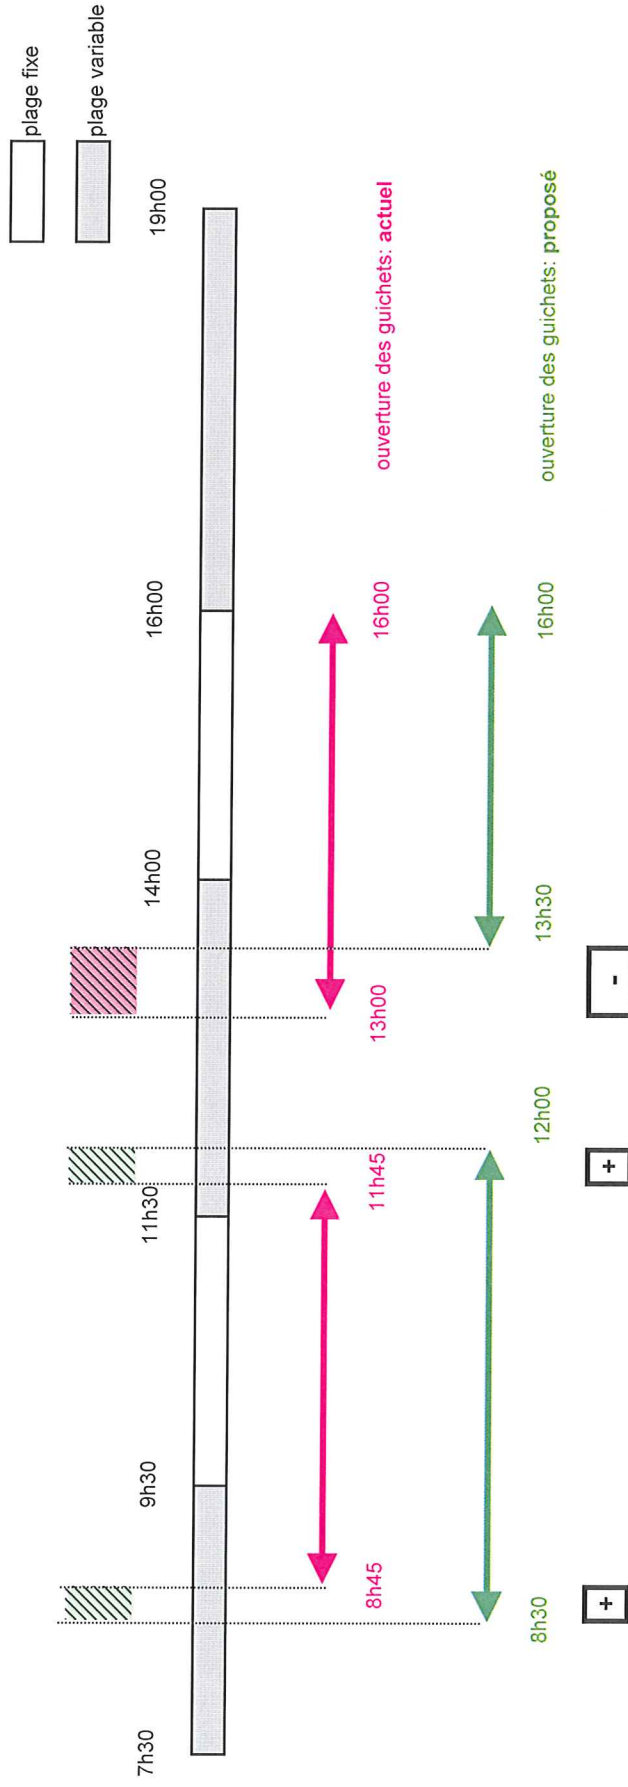 plage fixe
plage variable
7h30
9h30
11h30
14h00
16h00
19h00
8h45
11h45
13h00
16h00
ouverture des guichets: actuel
8h30
12h00
13h30
16h00
ouverture des guichets: proposé
+
+
-